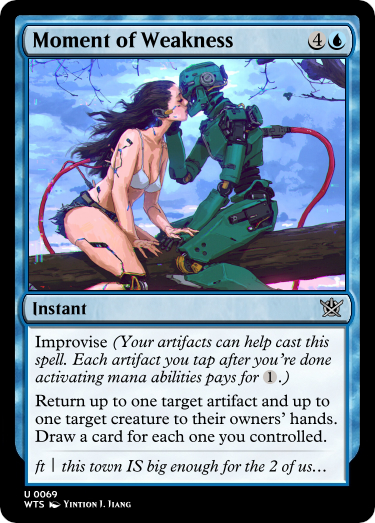 Moment of Weakness 4
Instant
Improvise (Your artifacts can help cast this
spell. Each artifact you tap after you're done
activating mana abilities pays for 1.)
Return up to one target artifact and up to
one target creature to their owners' hands.
Draw a card for each one you controlled.
ft | this town IS big enough for the 2 of us...
U 0069
WTS YINTION J. JIANG